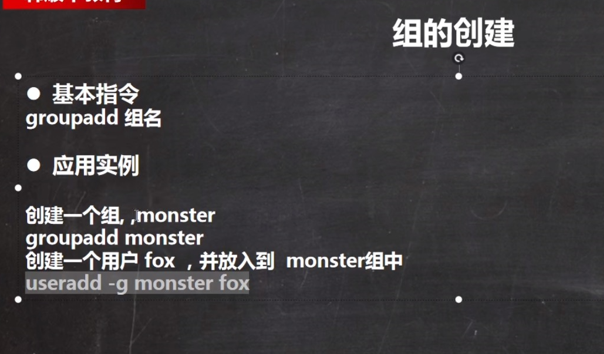 组的创建
● 基本指令
groupadd 组名
● 应用实例
创建一个组, ,monster
groupadd monster
创建一个用户 fox ，并放入到 monster组中
useradd -g monster fox